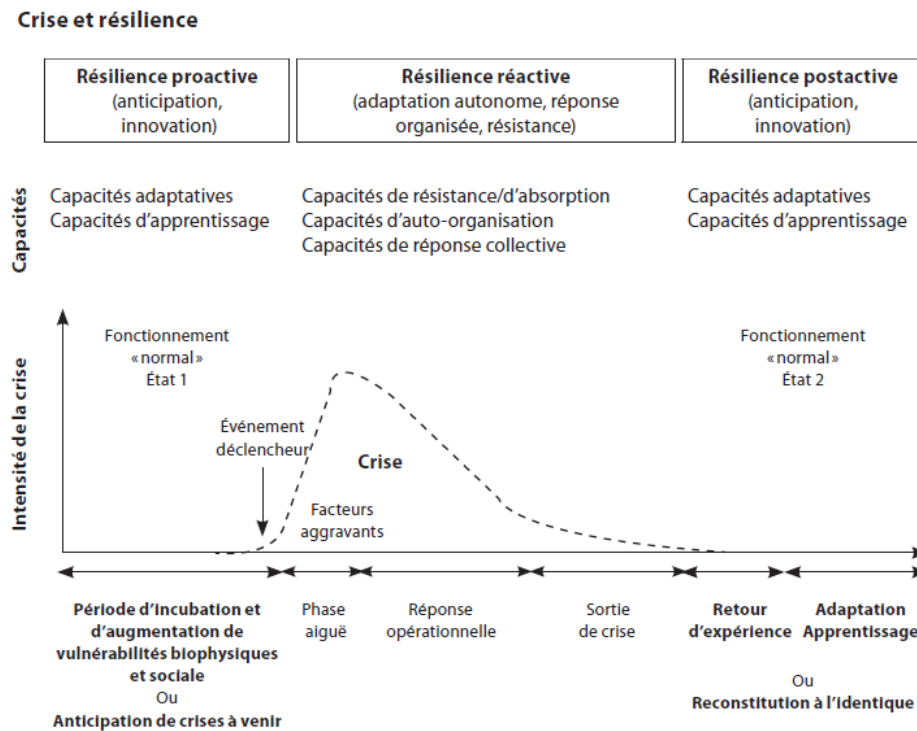 Crise et résilience
Résilience proactive
(anticipation,
innovation)
Résilience réactive
(adaptation autonome, réponse
organisée, résistance)
Résilience postactive
(anticipation,
innovation)
Capacités
Capacités adaptatives
Capacités d’apprentissage
Capacités de résistance/d’absorption
Capacités d’auto-organisation
Capacités de réponse collective
Capacités adaptatives
Capacités d’apprentissage
Intensité de la crise
Fonctionnement
«normal»
État 1
Événement
déclencheur
Crise
Facteurs
aggravants
Fonctionnement
«normal»
État 2
Période d’incubation et
d’augmentation de
vulnérabilités biophysiques
et sociale
Ou
Anticipation de crises à venir
Phase
aiguë
Réponse
opérationnelle
Sortie
de crise
Retour
d’expérience
Adaptation
Apprentissage
Ou
Reconstitution à l’identique